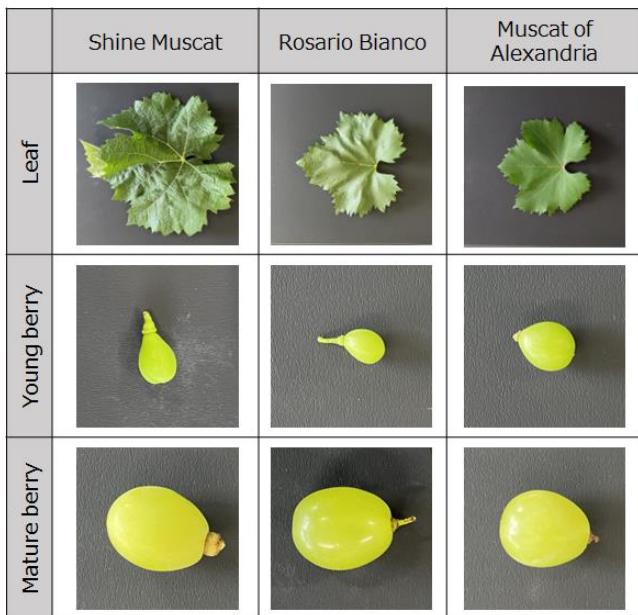 Shine Muscat
Rosario Bianco
Muscat of
Alexandria
Leaf
Young berry
Mature berry